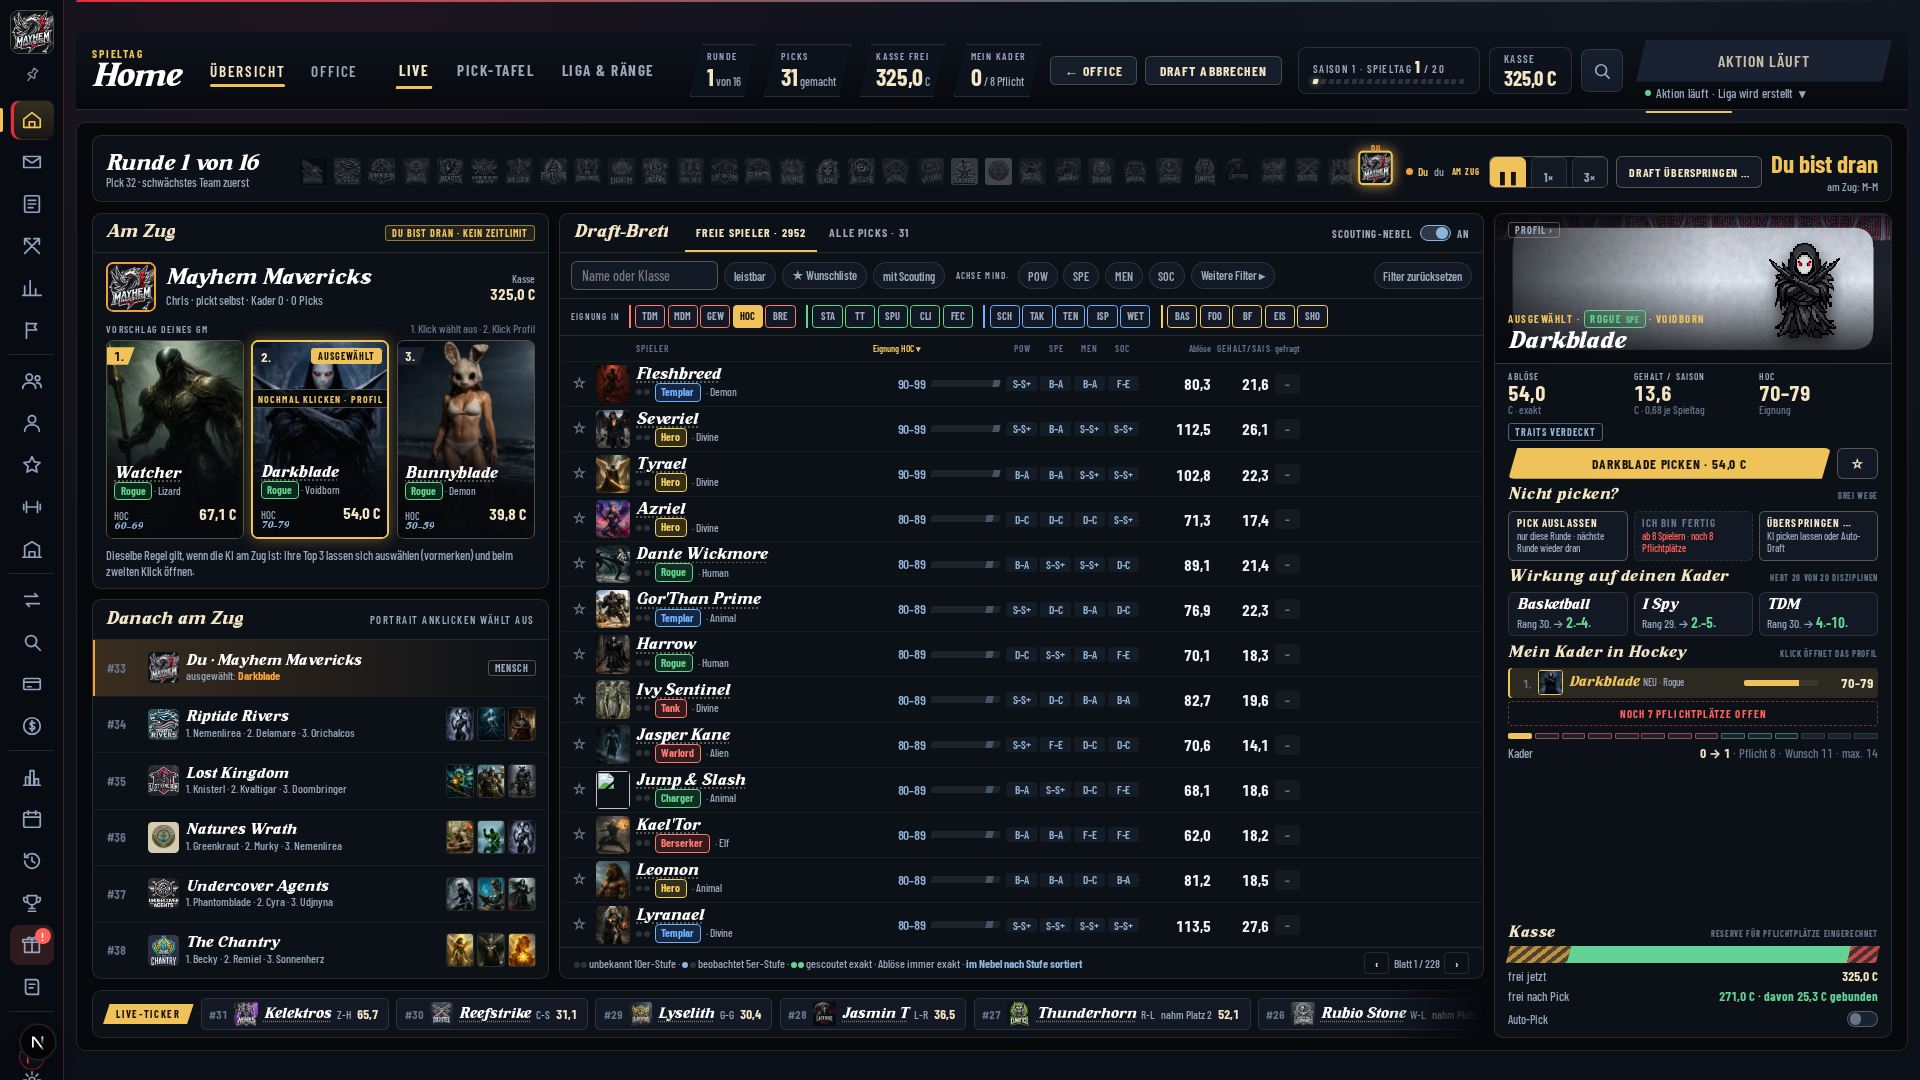 SPIELTAG
Home
ÜBERSICHT
OFFICE
LIVE
PICK-TAFEL
LIGA & RÄNGE
RUNDE
1 von 16
PICKS
31 gemacht
KASSE FREI
325,0 C
MEIN KADER
0 / 8 Pflicht
← OFFICE
DRAFT ABBRECHEN
SAISON 1 · SPIELTAG 1 / 20
KASSE
325,0 C
AKTION LÄUFT
Aktion läuft · Liga wird erstellt ▼
Runde 1 von 16
Pick 32 · schwächstes Team zuerst
DU
Du du AM ZUG
1×
3×
DRAFT ÜBERSPRINGEN ...
Du bist dran
am Zug: M-M
Am Zug
DU BIST DRAN · KEIN ZEITLIMIT
Mayhem Mavericks
Chris · pickt selbst · Kader 0 · 0 Picks
Kasse
325,0 C
VORSCHLAG DEINES GM
1. Klick wählt aus · 2. Klick Profil
1.
Watcher
Rogue · Lizard
HOC
60–69
67,1 C
2.
AUSGEWÄHLT
NOCHMAL KLICKEN · PROFIL
Darkblade
Rogue · Voidborn
HOC
70–79
54,0 C
3.
Bunnyblade
Rogue · Demon
HOC
50–59
39,8 C
Dieselbe Regel gilt, wenn die KI am Zug ist: Ihre Top 3 lassen sich auswählen (vormerken) und beim
zweiten Klick öffnen.
Danach am Zug
PORTRAIT ANKLICKEN WÄHLT AUS
#33
Du · Mayhem Mavericks
ausgewählt: Darkblade
MENSCH
#34
Riptide Rivers
1. Nemenlirea · 2. Delamare · 3. Orichalcos
#35
Lost Kingdom
1. Knisterl · 2. Kvaltigar · 3. Doombringer
#36
Natures Wrath
1. Greenkraut · 2. Murky · 3. Nemenlirea
#37
Undercover Agents
1. Phantomblade · 2. Cyra · 3. Udjnyna
#38
The Chantry
1. Becky · 2. Remiel · 3. Sonnenherz
Draft-Brett
FREIE SPIELER · 2952
ALLE PICKS · 31
SCOUTING-NEBEL
AN
Name oder Klasse
leistbar
★ Wunschliste
mit Scouting
ACHSE MIND.
POW
SPE
MEN
SOC
Weitere Filter ▸
Filter zurücksetzen
EIGNUNG IN
TDM MDM GEW HOC BRE
STA TT SPU CLI FEC
SCH TAK TEN ISP WET
BAS FOO BF EIS SHO
SPIELER Eignung HOC ▾ POW SPE MEN SOC Ablöse GEHALT/SAIS. gefragt
Fleshbreed
Templar · Demon
90–99 S–S+ B–A B–A F–E 80,3 21,6 –
Severiel
Hero · Divine
90–99 S–S+ B–A S–S+ S–S+ 112,5 26,1 –
Tyrael
Hero · Divine
90–99 B–A B–A S–S+ S–S+ 102,8 22,3 –
Azriel
Hero · Divine
80–89 D–C D–C D–C S–S+ 71,3 17,4 –
Dante Wickmore
Rogue · Human
80–89 B–A S–S+ S–S+ D–C 89,1 21,4 –
Gor'Than Prime
Templar · Animal
80–89 S–S+ D–C B–A D–C 76,9 22,3 –
Harrow
Rogue · Human
80–89 D–C S–S+ B–A F–E 70,1 18,3 –
Ivy Sentinel
Tank · Divine
80–89 S–S+ D–C B–A B–A 82,7 19,6 –
Jasper Kane
Warlord · Alien
80–89 S–S+ F–E D–C D–C 70,6 14,1 –
Jump & Slash
Charger · Animal
80–89 B–A S–S+ D–C F–E 68,1 18,6 –
Kael'Tor
Berserker · Elf
80–89 B–A B–A F–E F–E 62,0 18,2 –
Leomon
Hero · Animal
80–89 B–A B–A D–C B–A 81,2 18,5 –
Lyranael
Templar · Divine
80–89 S–S+ S–S+ S–S+ S–S+ 113,5 27,6 –
unbekannt 10er-Stufe · beobachtet 5er-Stufe · gescoutet exakt · Ablöse immer exakt · im Nebel nach Stufe sortiert
‹ Blatt 1 / 228 ›
PROFIL ›
AUSGEWÄHLT · ROGUE SPE · VOIDBORN
Darkblade
ABLÖSE
54,0
C · exakt
GEHALT / SAISON
13,6
C · 0,68 je Spieltag
HOC
70–79
Eignung
TRAITS VERDECKT
DARKBLADE PICKEN · 54,0 C
Nicht picken?
DREI WEGE
PICK AUSLASSEN
nur diese Runde · nächste
Runde wieder dran
ICH BIN FERTIG
ab 8 Spielern · noch 8
Pflichtplätze
ÜBERSPRINGEN ...
KI picken lassen oder Auto-
Draft
Wirkung auf deinen Kader
HEBT 20 VON 20 DISZIPLINEN
Basketball
Rang 30. → 2.–4.
I Spy
Rang 29. → 2.–5.
TDM
Rang 30. → 4.–10.
Mein Kader in Hockey
KLICK ÖFFNET DAS PROFIL
1. Darkblade NEU · Rogue 70–79
NOCH 7 PFLICHTPLÄTZE OFFEN
Kader
0 → 1 · Pflicht 8 · Wunsch 11 · max. 14
Kasse
RESERVE FÜR PFLICHTPLÄTZE EINGERECHNET
frei jetzt
325,0 C
frei nach Pick
271,0 C · davon 25,3 C gebunden
Auto-Pick
LIVE-TICKER
#31 Kelektros Z-H 65,7
#30 Reefstrike C-S 31,1
#29 Lyselith G-G 30,4
#28 Jasmin T L-R 36,5
#27 Thunderhorn R-L nahm Platz 2 52,1
#26 Rubio Stone W-L nahm Platz